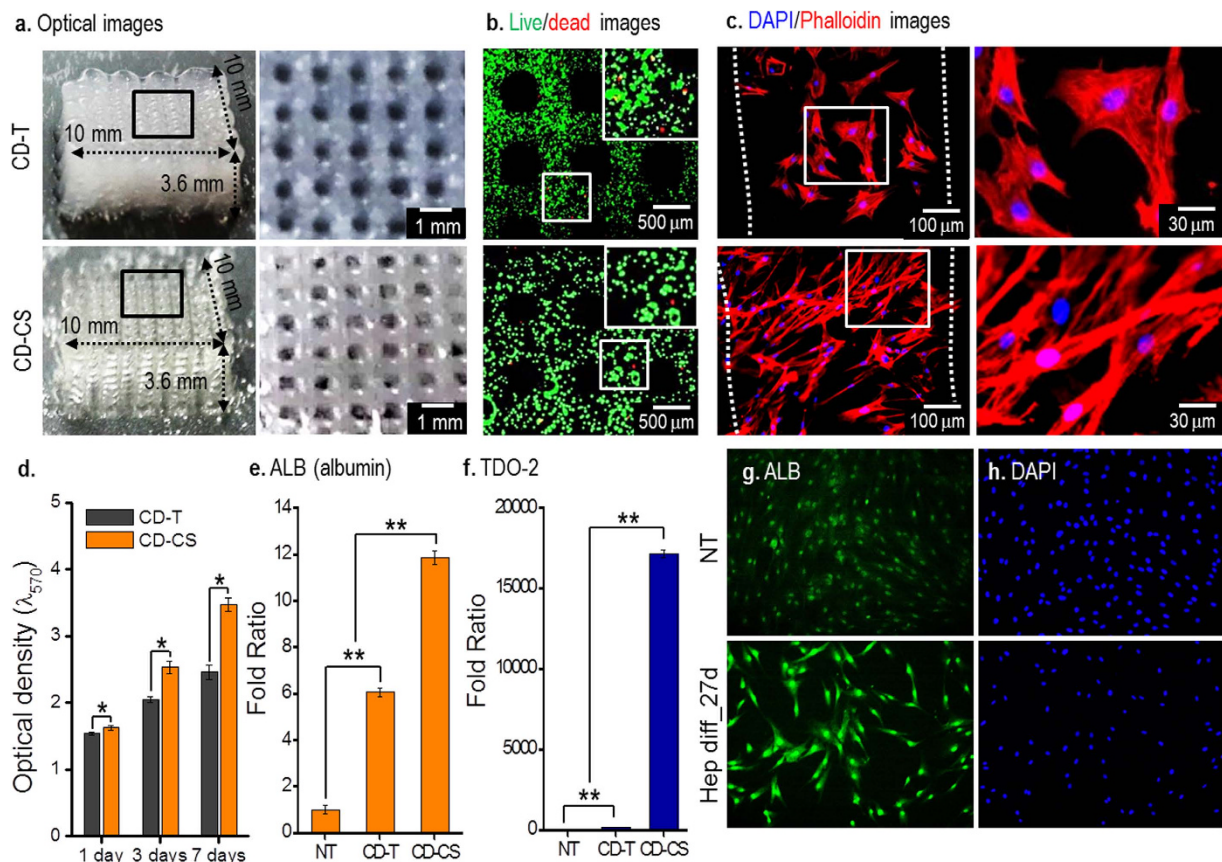 a. Optical images
b. Live/dead images
c. DAPI/Phalloidin images
CD-T
10 mm
10 mm
3.6 mm
1 mm
500 μm
100 μm
30 μm
CD-CS
10 mm
10 mm
3.6 mm
1 mm
500 μm
100 μm
30 μm
d.
Optical density (λ570)
5
4
3
2
1
0
CD-T
CD-CS
*
*
*
1 day
3 days
7 days
e. ALB (albumin)
Fold Ratio
14
12
10
8
6
4
2
0
**
**
NT
CD-T
CD-CS
f. TDO-2
Fold Ratio
20000
15000
10000
5000
0
**
**
NT
CD-T
CD-CS
g. ALB
h. DAPI
NT
Hep diff_27d